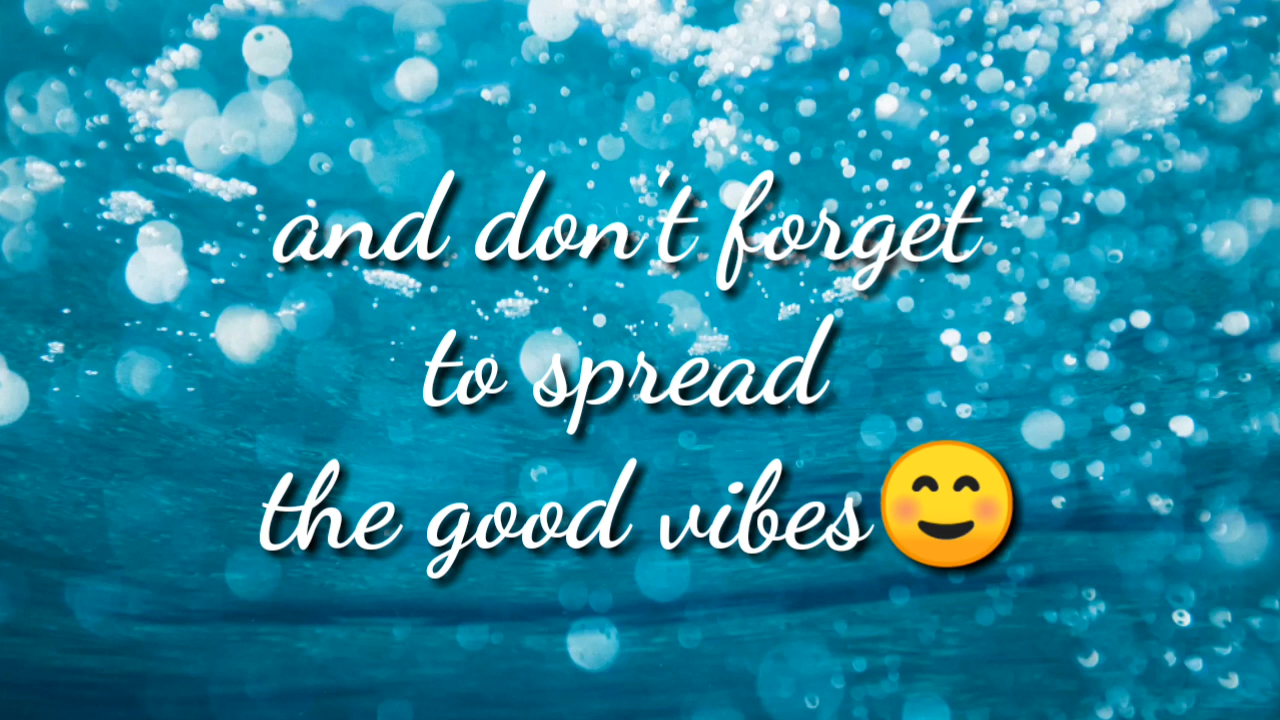 and don't forget
to spread
the good vibes😊